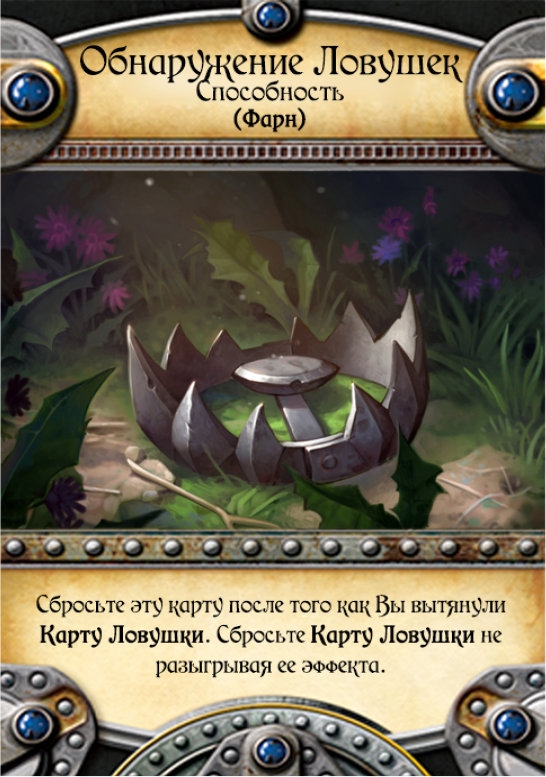 Обнаружение Ловушек
Способность
(Фарн)
Сбросьте эту карту после того как Вы вытянули
Карту Ловушки. Сбросьте Карту Ловушки не
разыгрывая ее эффекта.